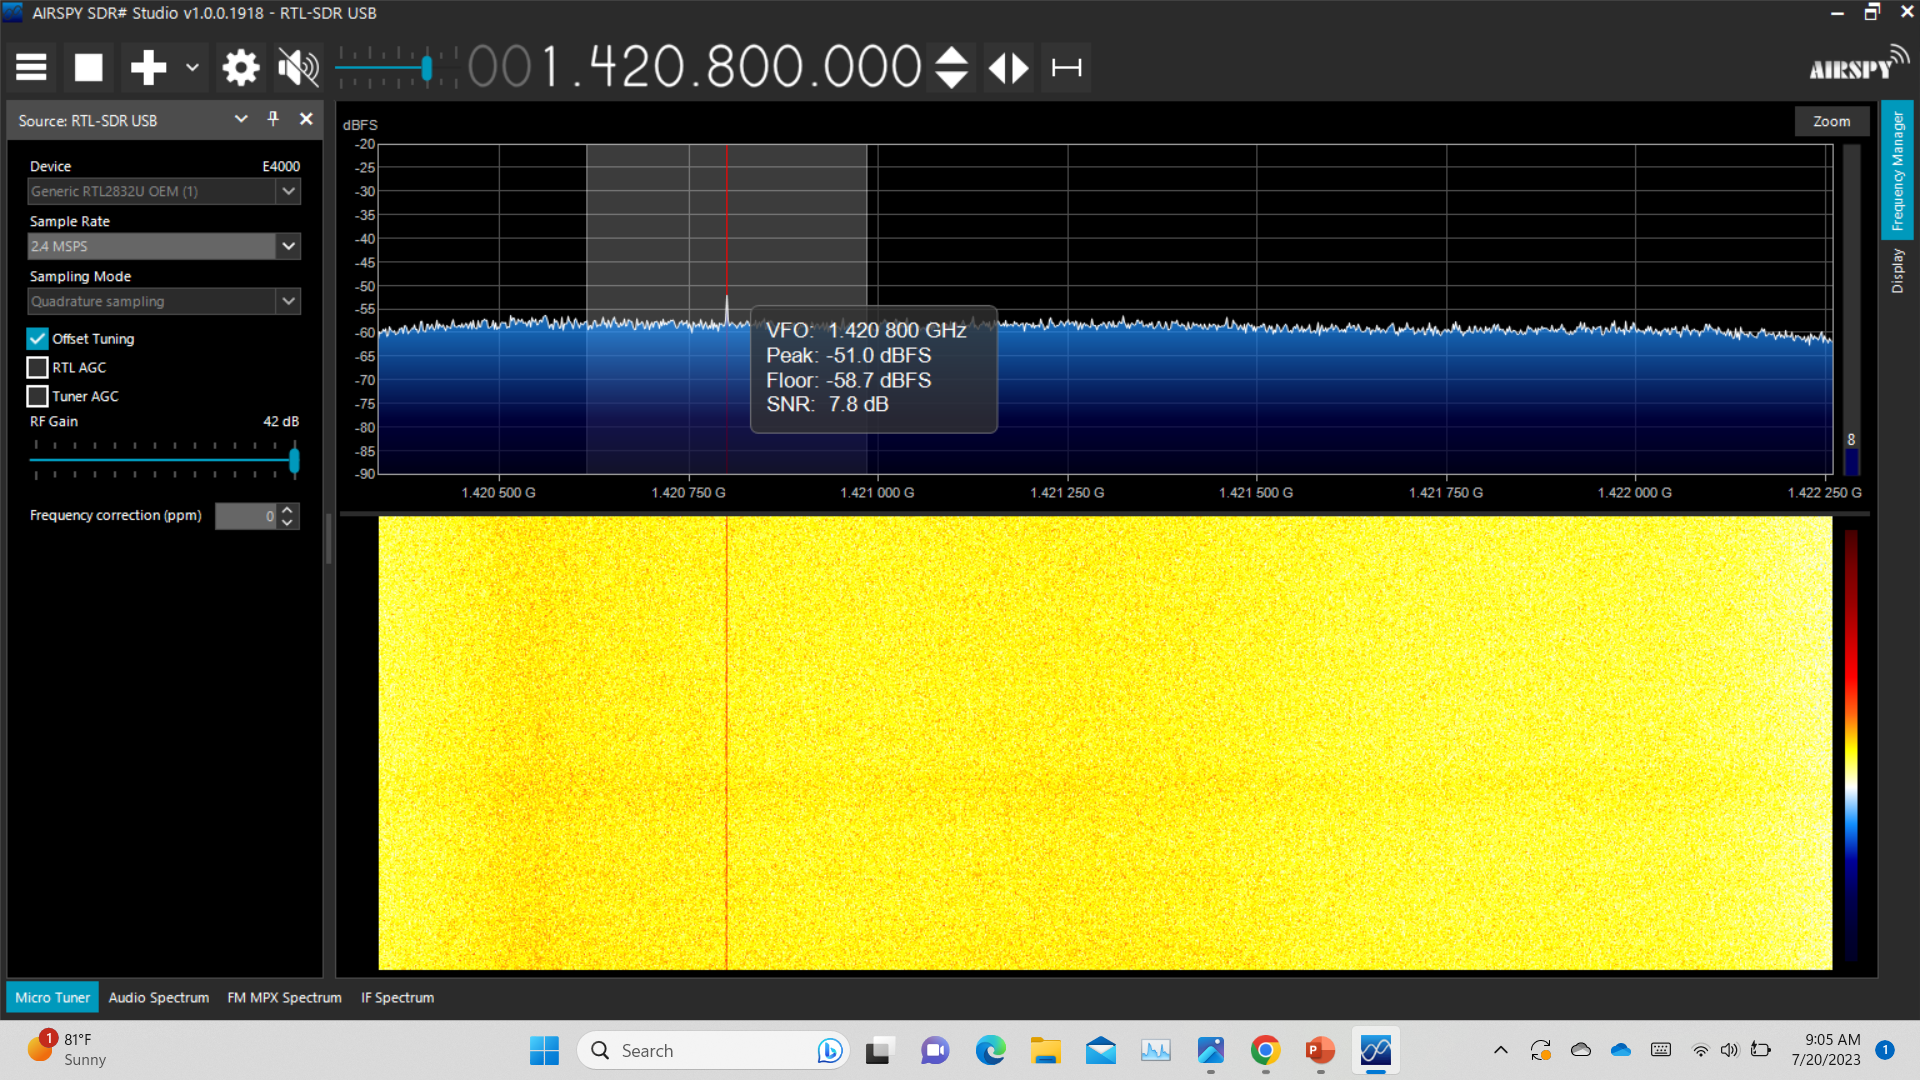 AIRSPY SDR# Studio v1.0.0.1918 - RTL-SDR USB
001.420.800.000
AIRSPY
Source: RTL-SDR USB
Device E4000
Generic RTL2832U OEM (1)
Sample Rate
2.4 MSPS
Sampling Mode
Quadrature sampling
Offset Tuning
RTL AGC
Tuner AGC
RF Gain 42 dB
Frequency correction (ppm) 0
dBFS
Zoom
-20
-25
-30
-35
-40
-45
-50
-55
-60
-65
-70
-75
-80
-85
-90
VFO: 1.420 800 GHz
Peak: -51.0 dBFS
Floor: -58.7 dBFS
SNR: 7.8 dB
8
1.420 500 G 1.420 750 G 1.421 000 G 1.421 250 G 1.421 500 G 1.421 750 G 1.422 000 G 1.422 250 G
Frequency Manager
Display
Micro Tuner Audio Spectrum FM MPX Spectrum IF Spectrum
1
81°F
Sunny
Search
b
P
9:05 AM
7/20/2023
1